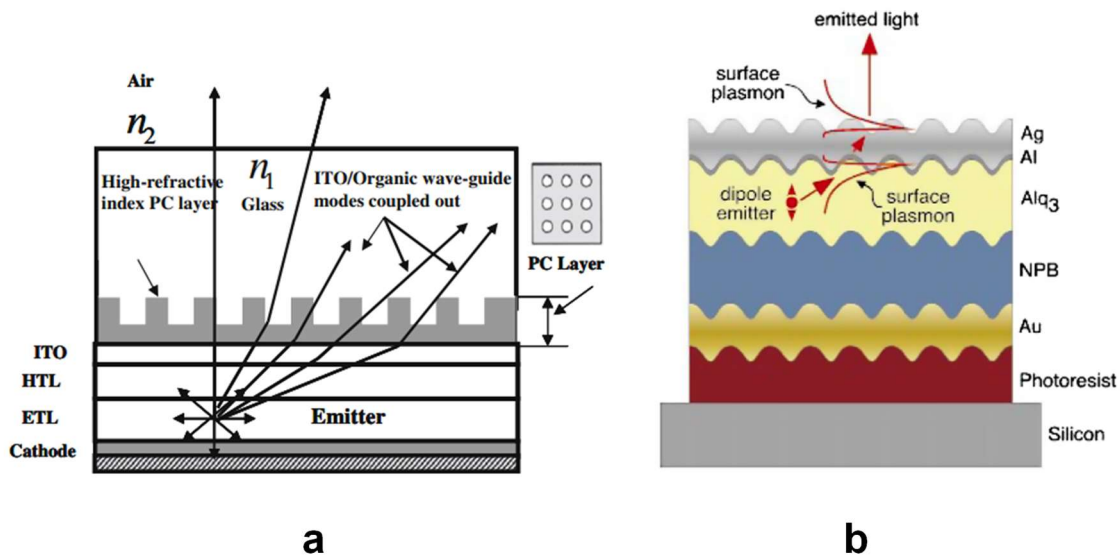 Air
n2
High-refractive
index PC layer
n1
Glass
ITO/Organic wave-guide
modes coupled out
PC Layer
ITO
HTL
ETL
Emitter
Cathode
a
emitted light
surface
plasmon
Ag
Al
dipole
emitter
surface
plasmon
Alq3
NPB
Au
Photoresist
Silicon
b